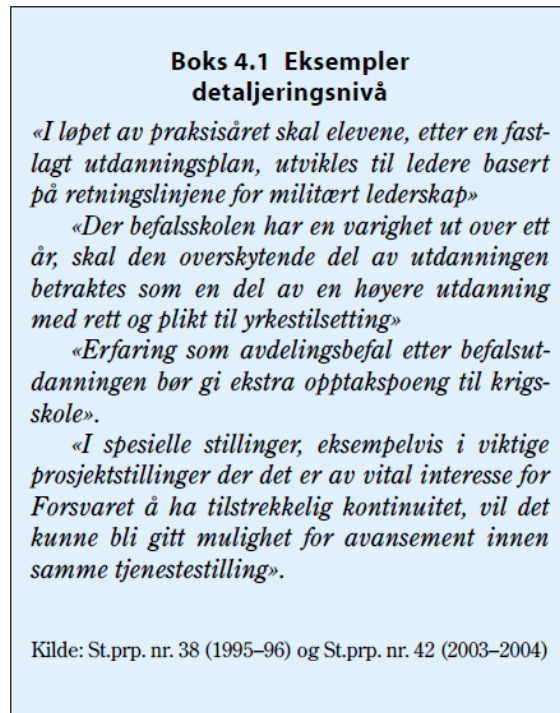 Boks 4.1 Eksempler
detaljeringsnivå
«I løpet av praksisåret skal elevene, etter en fast-
lagt utdanningsplan, utvikles til ledere basert
på retningslinjene for militært lederskap»
«Der befalsskolen har en varighet ut over ett
år, skal den overskytende del av utdanningen
betraktes som en del av en høyere utdanning
med rett og plikt til yrkestilsetting»
«Erfaring som avdelingsbefal etter befalsut-
danningen bør gi ekstra opptakspoeng til krigs-
skole».
«I spesielle stillinger, eksempelvis i viktige
prosjektstillinger der det er av vital interesse for
Forsvaret å ha tilstrekkelig kontinuitet, vil det
kunne bli gitt mulighet for avansement innen
samme tjenestestilling».
Kilde: St.prp. nr. 38 (1995–96) og St.prp. nr. 42 (2003–2004)